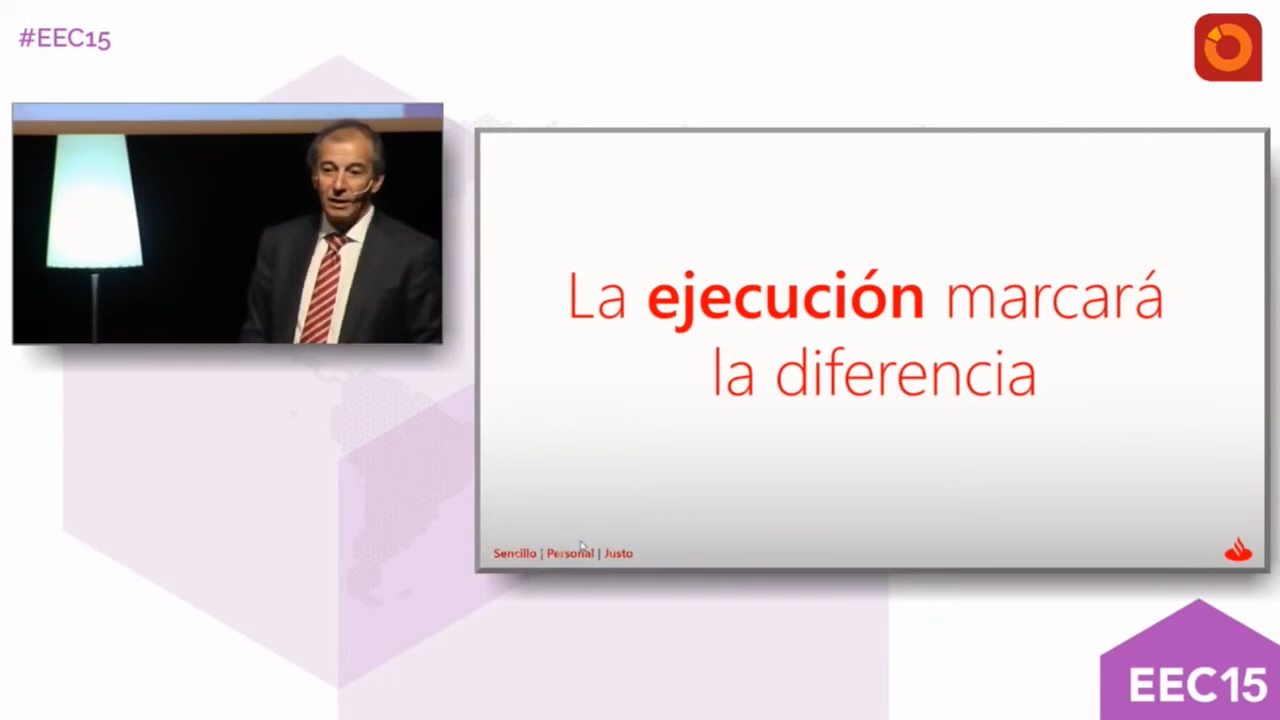 #EEC15
La ejecución marcará
la diferencia
Sencillo | Personal | Justo
EEC15